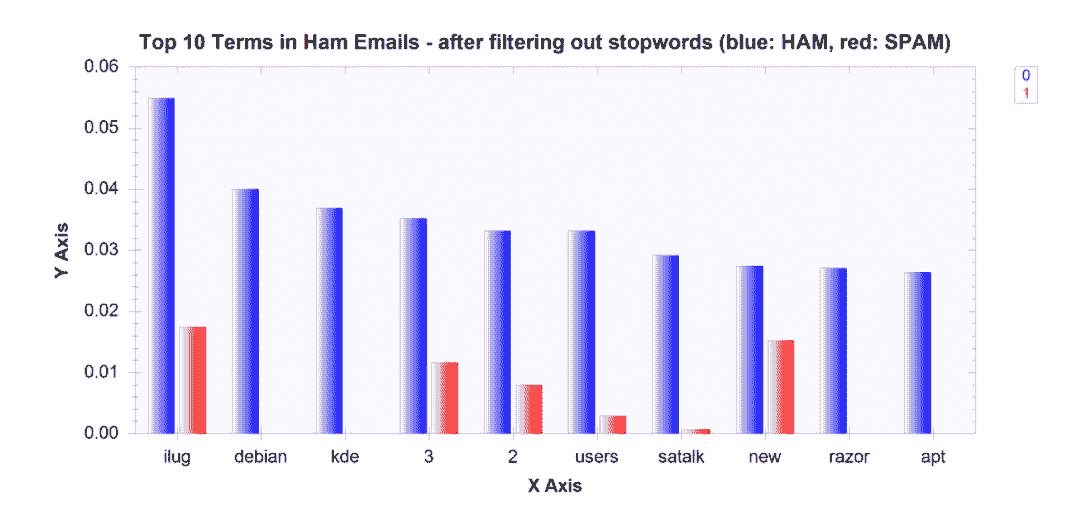 Top 10 Terms in Ham Emails - after filtering out stopwords (blue: HAM, red: SPAM)
0
1
0.06
0.05
0.04
0.03
0.02
0.01
0.00
Y Axis
ilug debian kde 3 2 users satalk new razor apt
X Axis